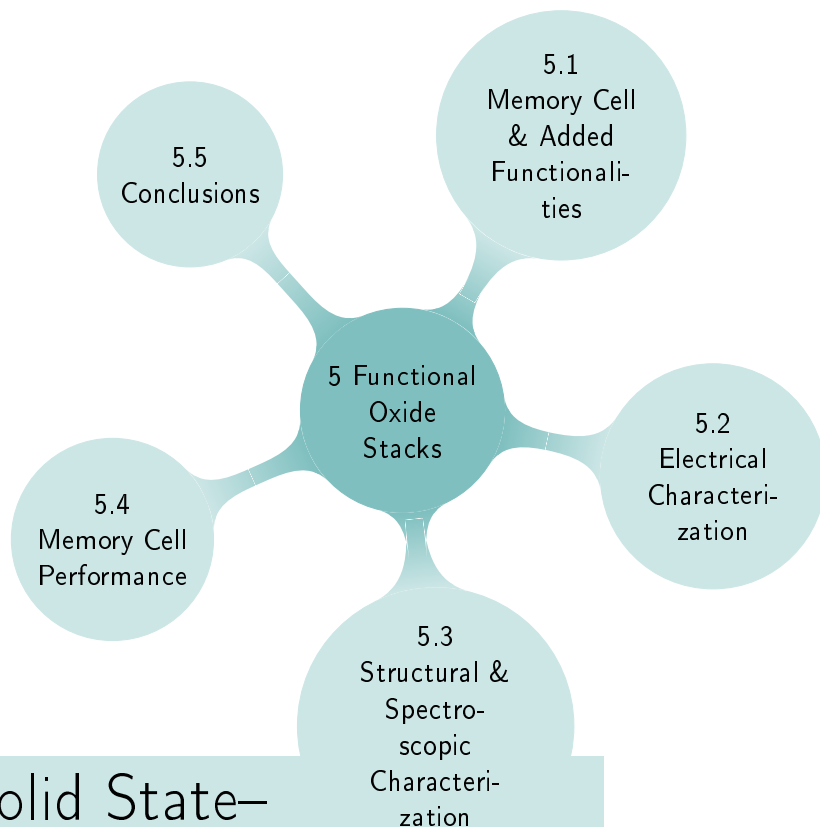 5.1
Memory Cell
& Added
Functionali-
ties
5.5
Conclusions
5 Functional
Oxide
Stacks
5.2
Electrical
Characteri-
zation
5.4
Memory Cell
Performance
5.3
Structural &
Spectro-
scopic
Characteri-
zation
State–